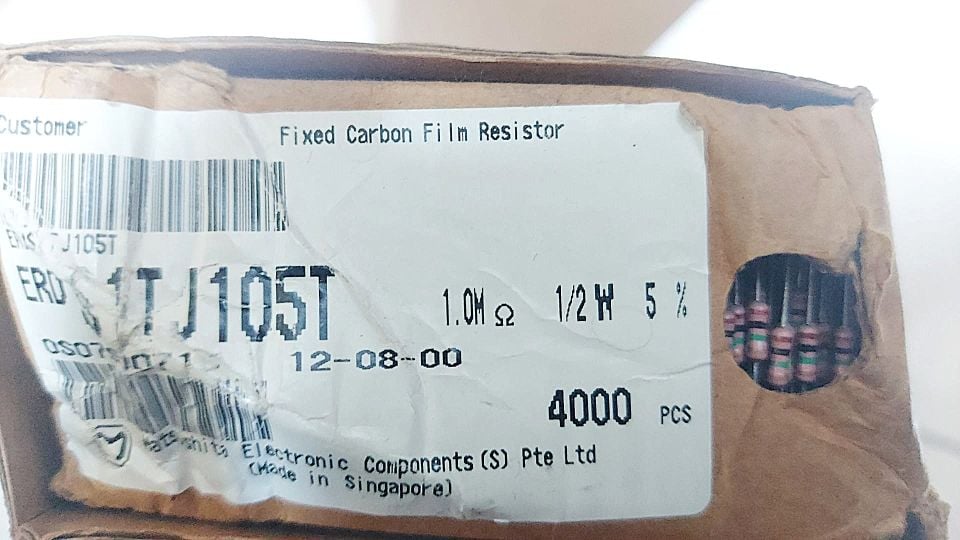 Customer
Fixed Carbon Film Resistor
J105T
ERD 1TJ105T
1.0M Ω 1/2 W 5 %
12-08-00
4000 PCS
Electronic Components (S) Pte Ltd
(Made in Singapore)